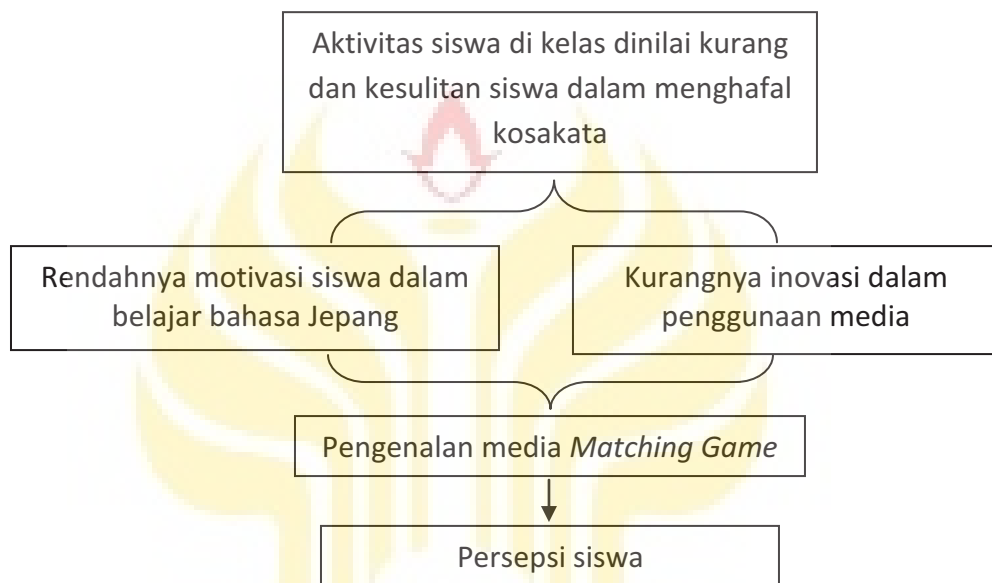 Aktivitas siswa di kelas dinilai kurang
dan kesulitan siswa dalam menghafal
kosakata
Rendahnya motivasi siswa dalam
belajar bahasa Jepang
Kurangnya inovasi dalam
penggunaan media
Pengenalan media Matching Game
Persepsi siswa